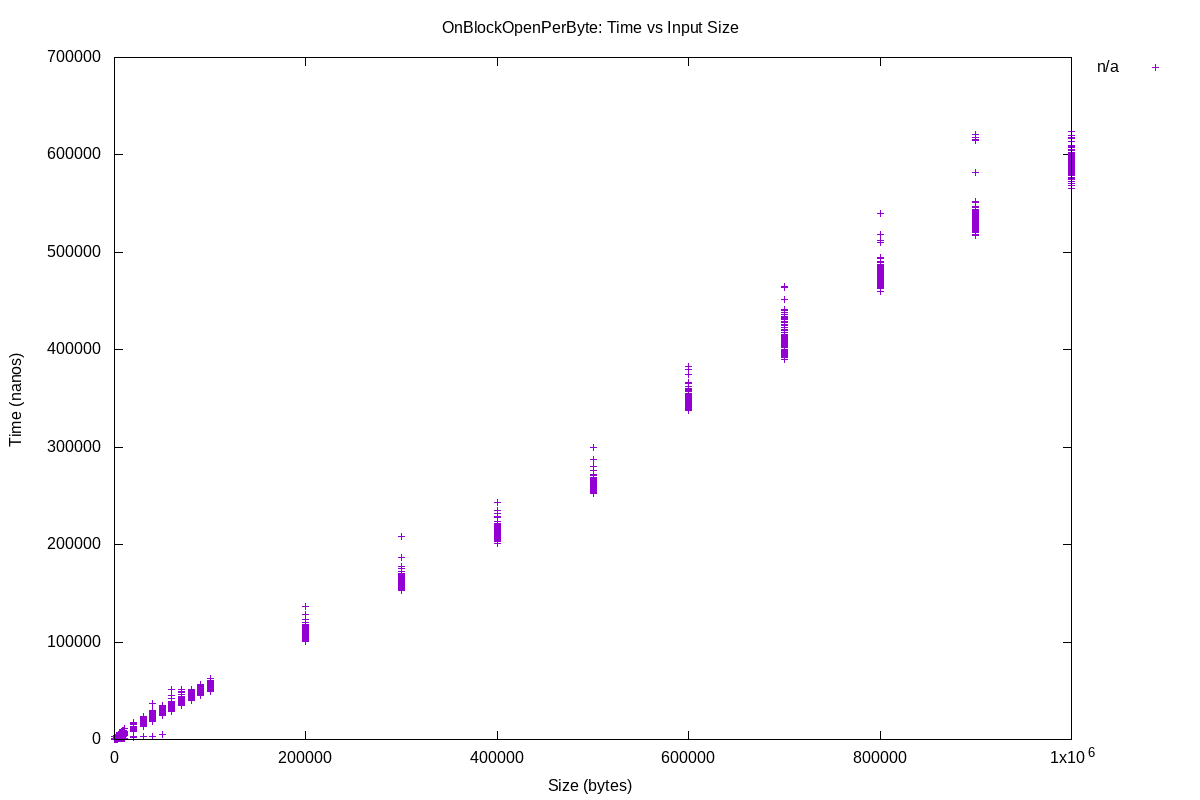 OnBlockOpenPerByte: Time vs Input Size
700000
n/a
600000
500000
400000
300000
200000
100000
0
Time (nanos)
0 200000 400000 600000 800000 1x10 6
Size (bytes)